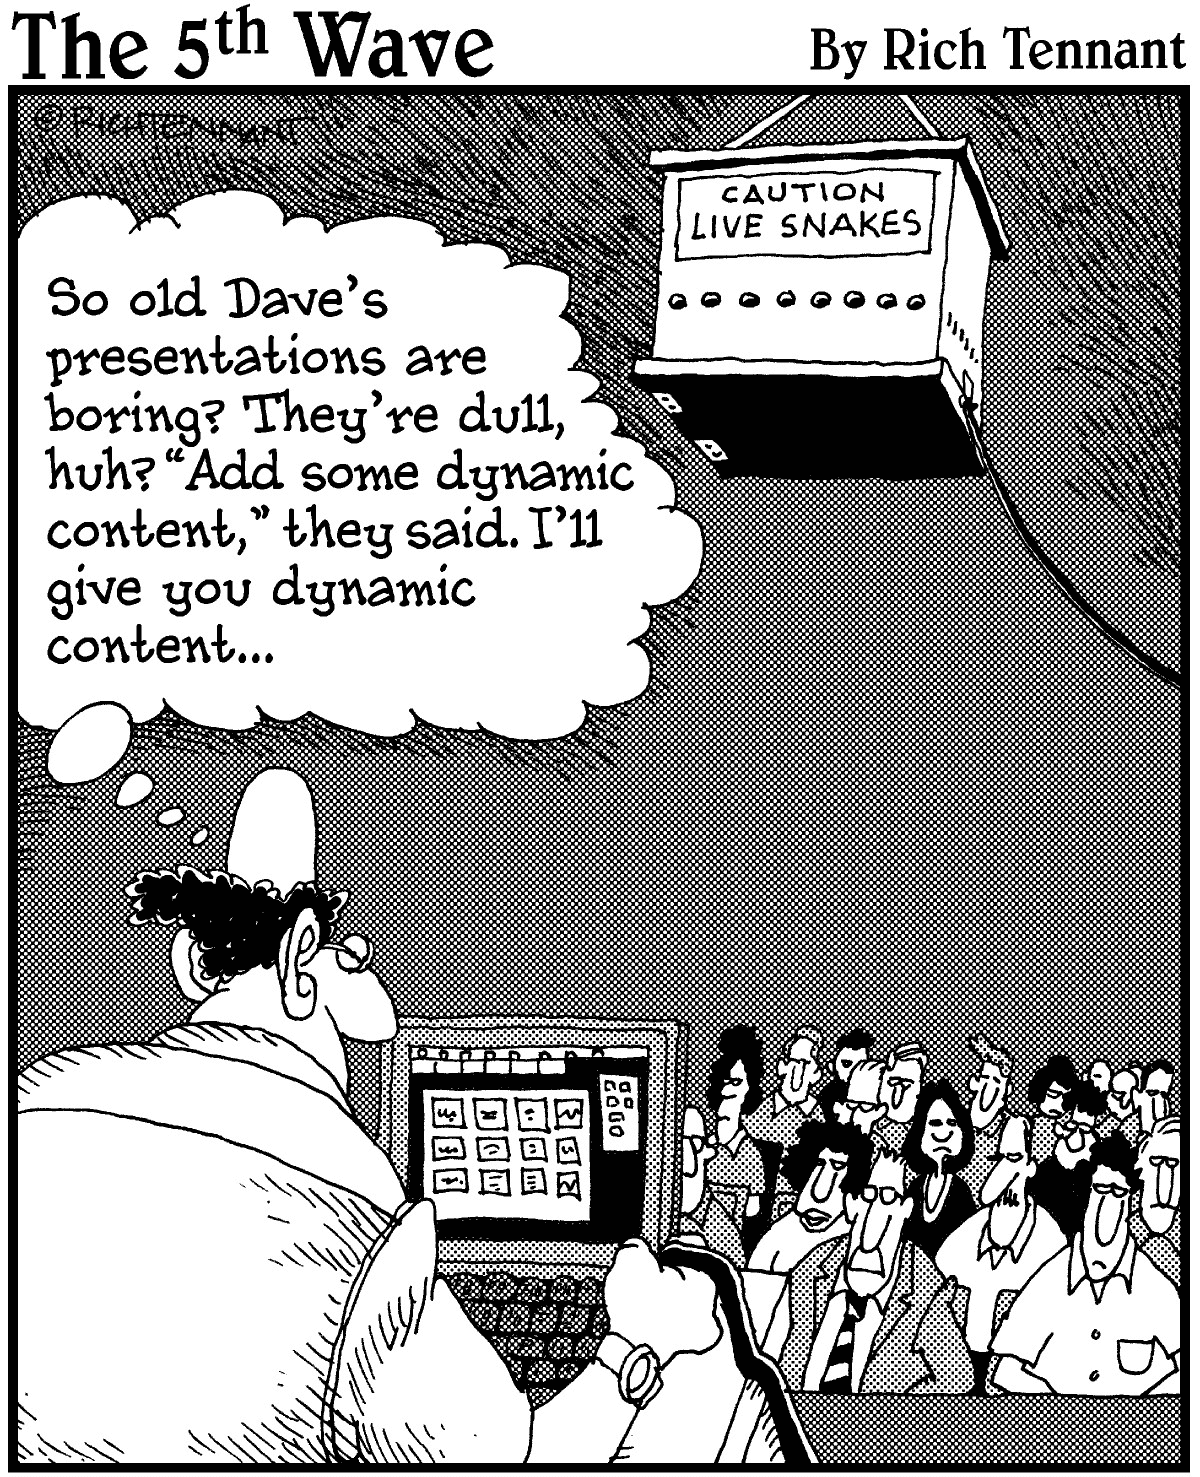 The 5th Wave
By Rich Tennant
©RICHTENNANT
CAUTION
LIVE SNAKES
So old Dave's
presentations are
boring? They're dull,
huh? “Add some dynamic
content,” they said. I'll
give you dynamic
content...